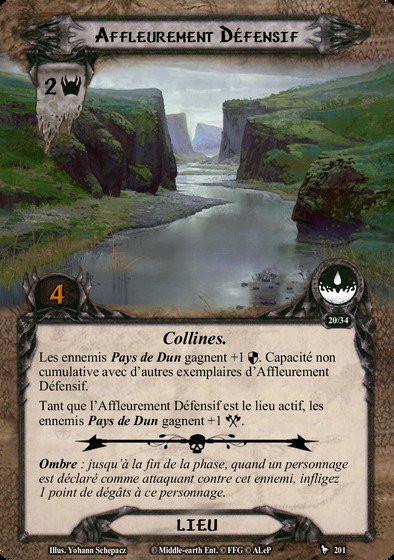 Affleurement Défensif
2
4
20/34
Collines.
Les ennemis Pays de Dun gagnent +1 . Capacité non
cumulative avec d'autres exemplaires d'Affleurement
Défensif.
Tant que l'Affleurement Défensif est le lieu actif, les
ennemis Pays de Dun gagnent +1 .
Ombre : jusqu'à la fin de la phase, quand un personnage
est déclaré comme attaquant contre cet ennemi, infligez
1 point de dégâts à ce personnage.
LIEU
Illus. Yohann Schepacz
©Middle-earth Ent. © FFG © ALeP
201